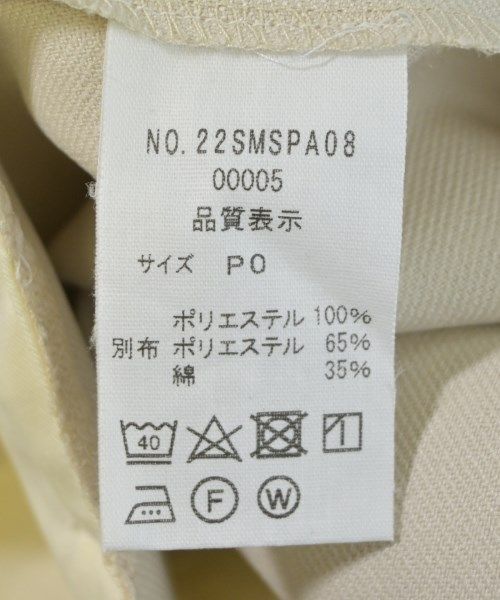 NO.22SMSPA08
00005
品質表示
サイズ PO
ポリエステル 100%
別布 ポリエステル 65%
綿 35%
40
F W